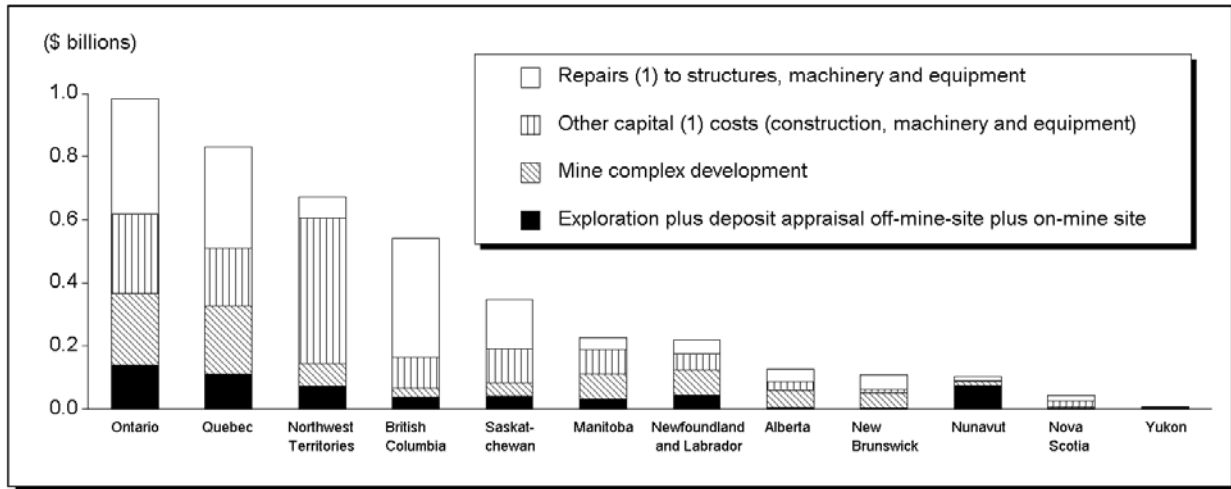 ($ billions)
Repairs (1) to structures, machinery and equipment
Other capital (1) costs (construction, machinery and equipment)
Mine complex development
Exploration plus deposit appraisal off-mine-site plus on-mine site
1.0
0.8
0.6
0.4
0.2
0.0
Ontario
Quebec
Northwest
Territories
British
Columbia
Saskat-
chewan
Manitoba
Newfoundland
and Labrador
Alberta
New
Brunswick
Nunavut
Nova
Scotia
Yukon